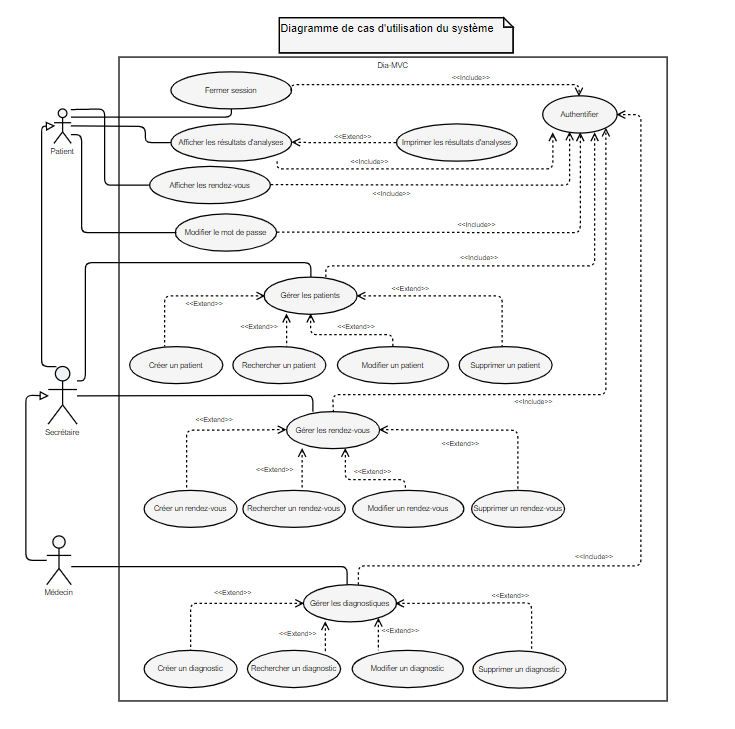 Diagramme de cas d'utilisation du système
Dia-MVC
Fermer session
<<Include>>
Authentifier
Patient
Afficher les résultats d'analyses
<<Extend>>
Imprimer les résultats d'analyses
<<Include>>
Afficher les rendez-vous
<<Include>>
Modifier le mot de passe
<<Include>>
<<Include>>
Gérer les patients
<<Extend>>
<<Extend>>
<<Extend>>
<<Extend>>
Créer un patient
Rechercher un patient
Modifier un patient
Supprimer un patient
Secrétaire
<<Include>>
<<Extend>>
Gérer les rendez-vous
<<Extend>>
<<Extend>>
<<Extend>>
Créer un rendez-vous
Rechercher un rendez-vous
Modifier un rendez-vous
Supprimer un rendez-vous
Médecin
<<Include>>
<<Extend>>
Gérer les diagnostiques
<<Extend>>
<<Extend>>
<<Extend>>
Créer un diagnostic
Rechercher un diagnostic
Modifier un diagnostic
Supprimer un diagnostic